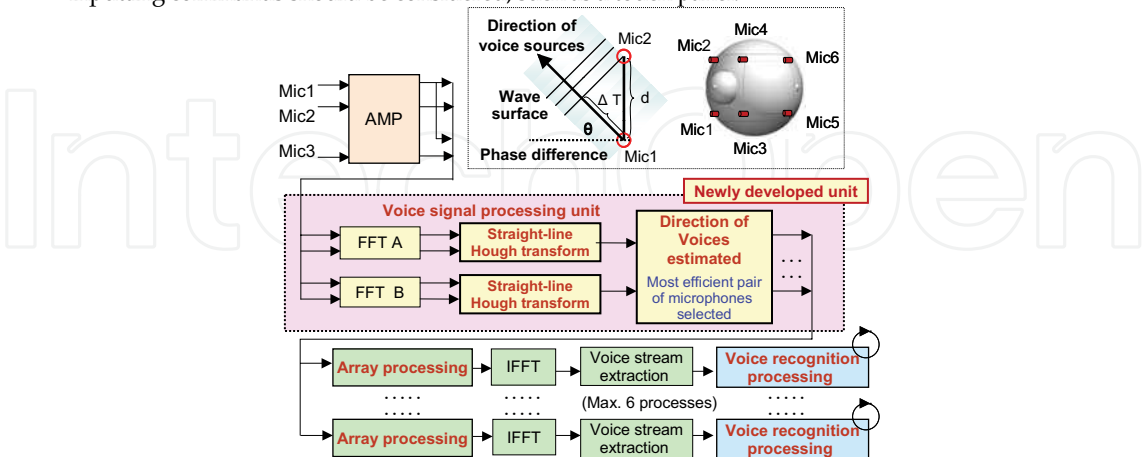 Direction of
voice sources
Mic2
Wave
surface
Δ T
d
θ
Phase difference
Mic1
Mic4
Mic2
Mic6
Mic1
Mic5
Mic3
Mic1
Mic2
Mic3
AMP
Newly developed unit
Voice signal processing unit
FFT A
Straight-line
Hough transform
FFT B
Straight-line
Hough transform
Direction of
Voices
estimated
Most efficient pair
of microphones
selected
. . .
. . .
Array processing
IFFT
Voice stream
extraction
Voice recognition
processing
. . . . .
. . . . .
. . . . .
. . . . .
(Max. 6 processes)
. . . . .
. . . . .
Array processing
IFFT
Voice stream
extraction
Voice recognition
processing
InTechOpen